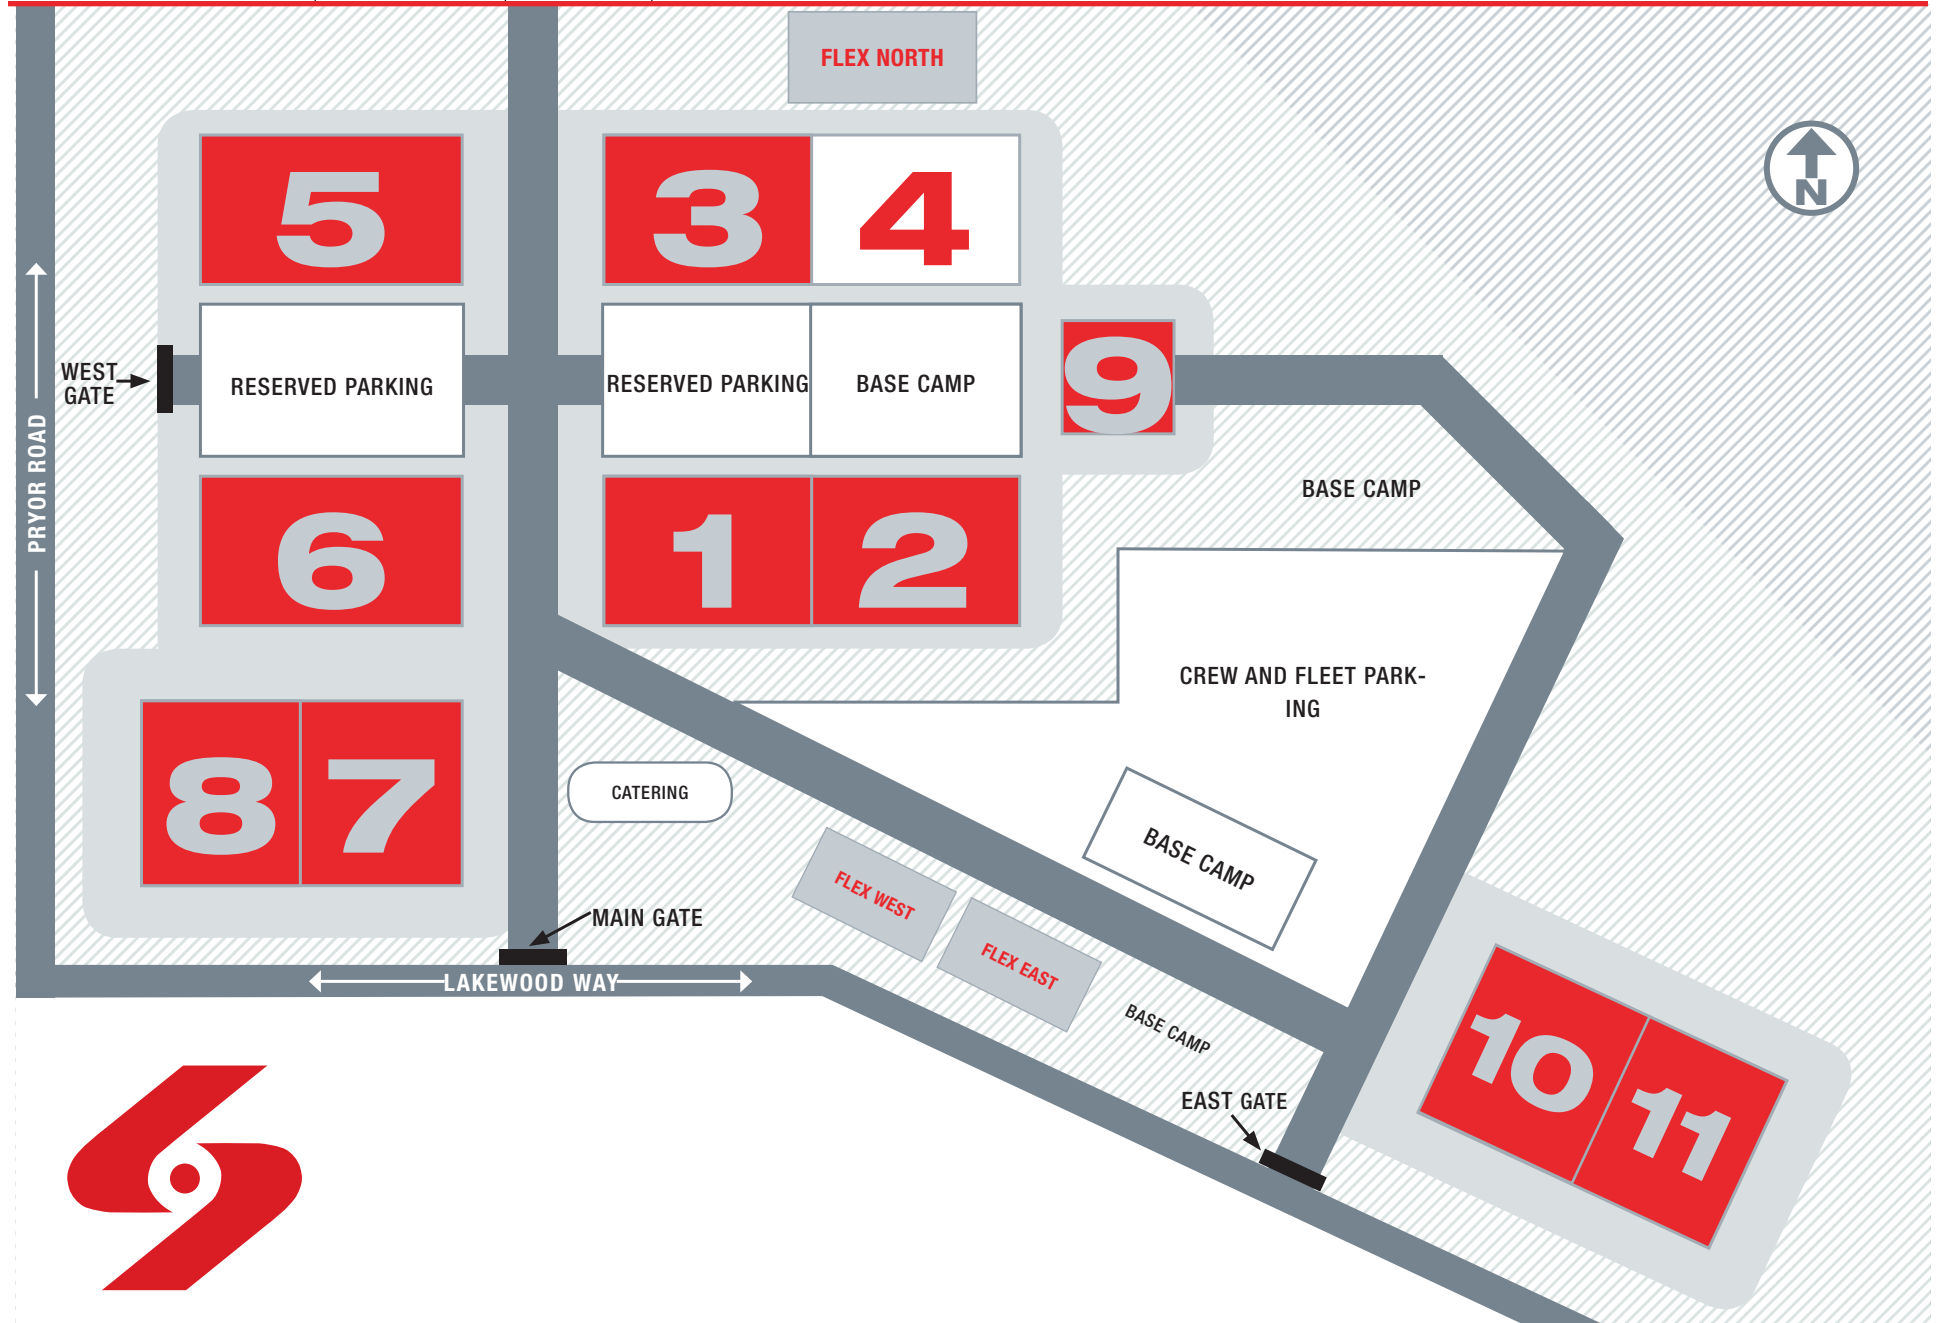 FLEX NORTH
5
3
4
N
WEST
GATE
RESERVED PARKING
RESERVED PARKING
BASE CAMP
9
PRYOR ROAD
BASE CAMP
6
1
2
CREW AND FLEET PARK-
ING
8
7
CATERING
BASE CAMP
FLEX WEST
MAIN GATE
FLEX EAST
LAKEWOOD WAY
BASE CAMP
10
11
EAST GATE